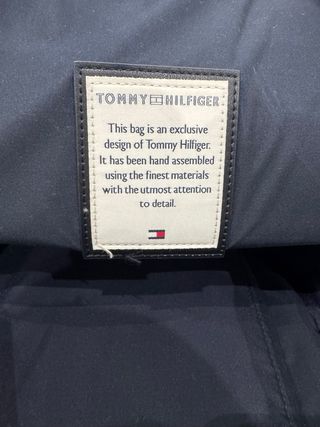 TOMMY HILFIGER
This bag is an exclusive
design of Tommy Hilfiger.
It has been hand assembled
using the finest materials
with the utmost attention
to detail.